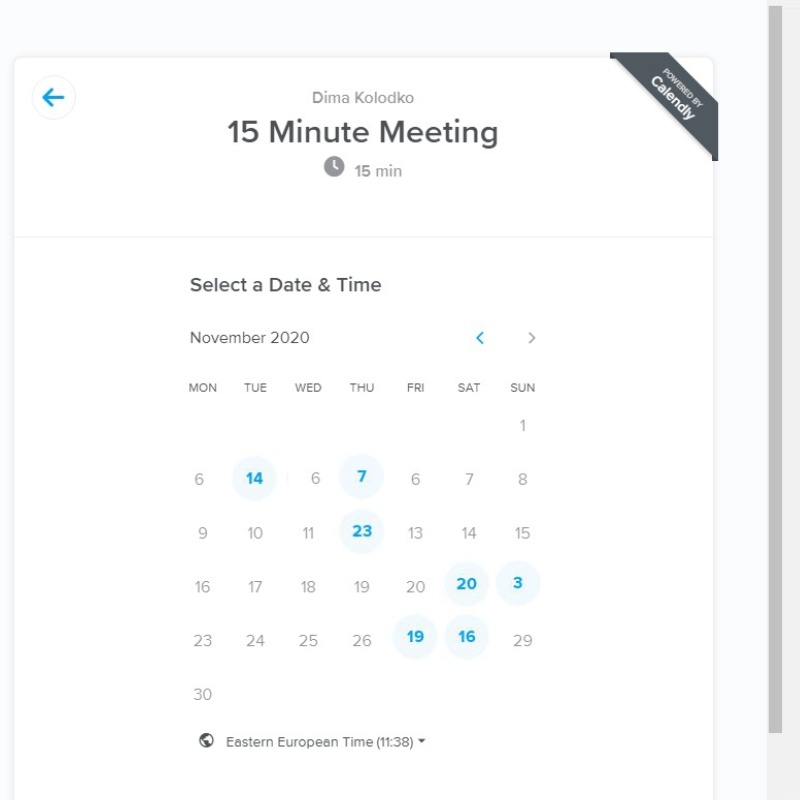 POWERED BY
Calendly
Dima Kolodko
15 Minute Meeting
15 min
Select a Date & Time
November 2020
MON TUE WED THU FRI SAT SUN
1
6 14 6 7 6 7 8
9 10 11 23 13 14 15
16 17 18 19 20 20 3
23 24 25 26 19 16 29
30
Eastern European Time (11:38)